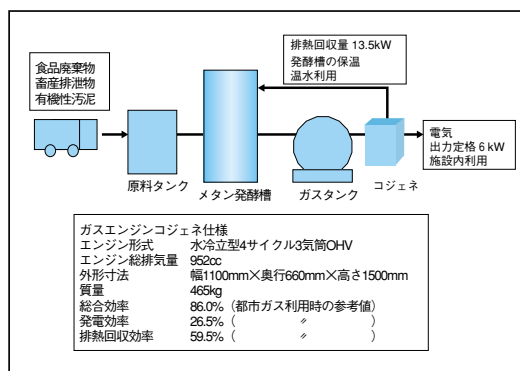 排熱回収量 13.5kW
発酵槽の保温
温水利用
食品廃棄物
畜産排泄物
有機性汚泥
電気
出力定格 6 kW
施設内利用
原料タンク
メタン発酵槽
ガスタンク
コジェネ
ガスエンジンコジェネ仕様
エンジン形式 水冷立型4サイクル3気筒OHV
エンジン総排気量 952cc
外形寸法 幅1100mm×奥行660mm×高さ1500mm
質量 465kg
総合効率 86.0%（都市ガス利用時の参考値）
発電効率 26.5%（ 〃 ）
排熱回収効率 59.5%（ 〃 ）